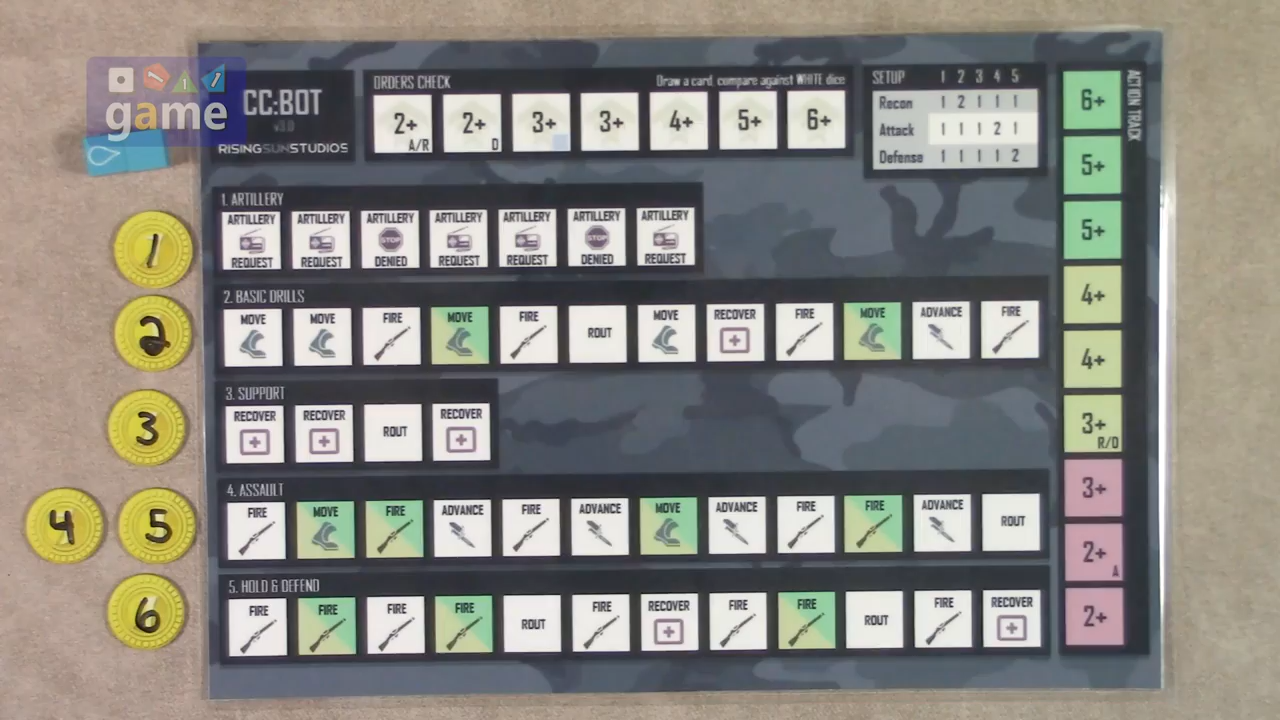 game
CC:BOT
v3.0
RISINGSUNSTUDIOS
ORDERS CHECK
Draw a card, compare against WHITE dice
2+ A/R
2+ D
3+
3+
4+
5+
6+
SETUP 1 2 3 4 5
Recon 1 2 1 1 1
Attack 1 1 1 2 1
Defense 1 1 1 1 2
ACTION TRACK
6+
5+
5+
4+
4+
3+ R/D
3+
2+ A
2+
1. ARTILLERY
ARTILLERY REQUEST
ARTILLERY REQUEST
ARTILLERY STOP DENIED
ARTILLERY REQUEST
ARTILLERY REQUEST
ARTILLERY STOP DENIED
ARTILLERY REQUEST
2. BASIC DRILLS
MOVE
MOVE
FIRE
MOVE
FIRE
ROUT
MOVE
RECOVER
FIRE
MOVE
ADVANCE
FIRE
3. SUPPORT
RECOVER
RECOVER
ROUT
RECOVER
4. ASSAULT
FIRE
MOVE
FIRE
ADVANCE
FIRE
ADVANCE
MOVE
ADVANCE
FIRE
FIRE
ADVANCE
ROUT
5. HOLD & DEFEND
FIRE
FIRE
FIRE
FIRE
ROUT
FIRE
RECOVER
FIRE
FIRE
ROUT
FIRE
RECOVER
1
2
3
4
5
6